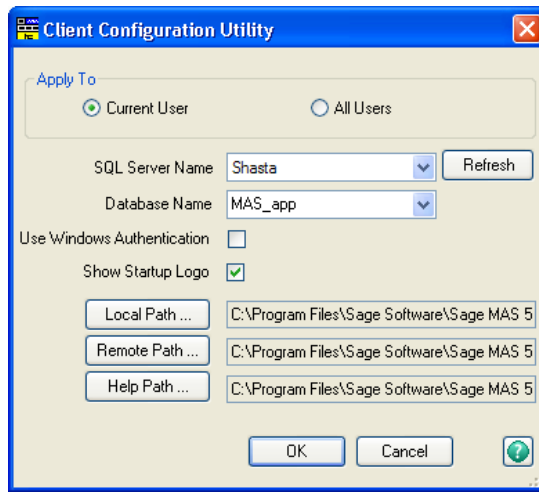 Client Configuration Utility
Apply To
Current User All Users
SQL Server Name Shasta Refresh
Database Name MAS_app
Use Windows Authentication
Show Startup Logo
Local Path ... C:\Program Files\Sage Software\Sage MAS 5
Remote Path ... C:\Program Files\Sage Software\Sage MAS 5
Help Path ... C:\Program Files\Sage Software\Sage MAS 5
OK Cancel ?